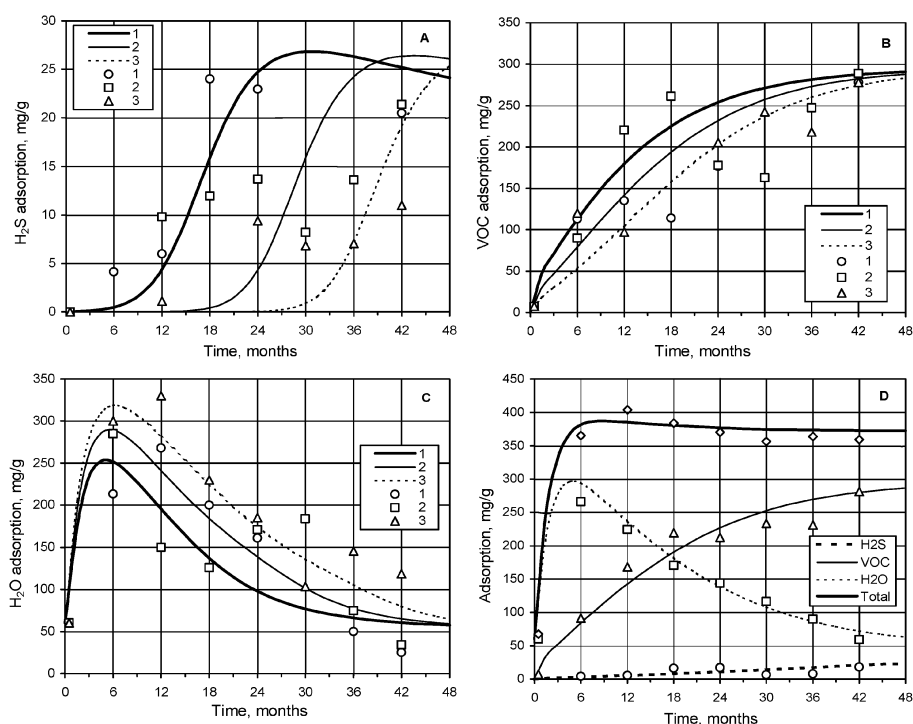 A
1
2
3
1
2
3
H₂S adsorption, mg/g
30
25
20
15
10
5
0
0 6 12 18 24 30 36 42 48
Time, months
B
VOC adsorption, mg/g
350
300
250
200
150
100
50
0
1
2
3
1
2
3
0 6 12 18 24 30 36 42 48
Time, months
C
H₂O adsorption, mg/g
350
300
250
200
150
100
50
0
1
2
3
1
2
3
0 6 12 18 24 30 36 42 48
Time, months
D
Adsorption, mg/g
450
400
350
300
250
200
150
100
50
0
H2S
VOC
H2O
Total
0 6 12 18 24 30 36 42 48
Time, months